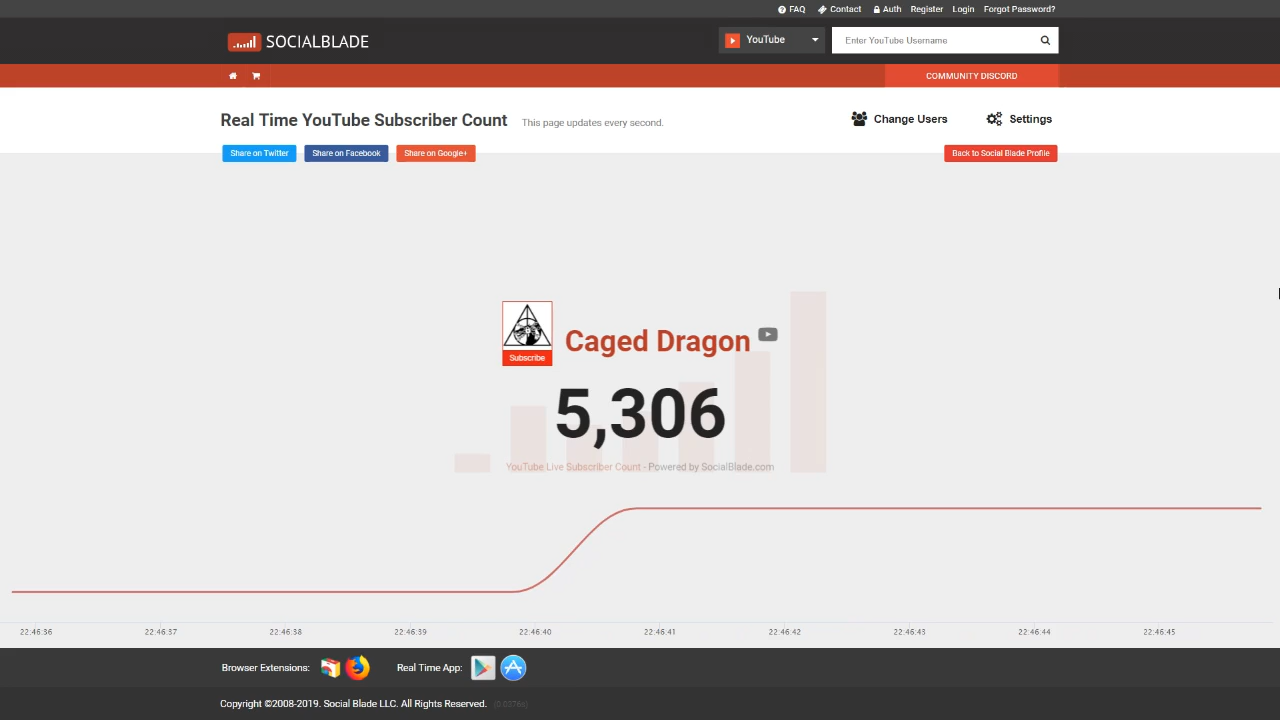 FAQ Contact Auth Register Login Forgot Password?
SOCIALBLADE YouTube Enter YouTube Username
COMMUNITY DISCORD
Real Time YouTube Subscriber Count This page updates every second. Change Users Settings
Share on Twitter Share on Facebook Share on Google+ Back to Social Blade Profile
Caged Dragon
Subscribe
5,306
YouTube Live Subscriber Count - Powered by SocialBlade.com
22:46:36 22:46:37 22:46:38 22:46:39 22:46:40 22:46:41 22:46:42 22:46:43 22:46:44 22:46:45
Browser Extensions: Real Time App:
Copyright ©2008-2019. Social Blade LLC. All Rights Reserved.